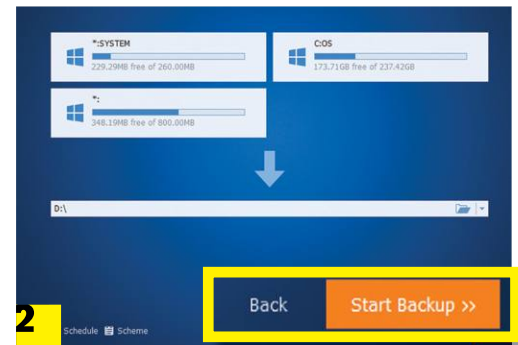 *:SYSTEM
229.29MB free of 260.00MB
C:OS
173.71GB free of 237.42GB
*:
348.19MB free of 800.00MB
D:\
Back
Start Backup >>
2
Schedule
Scheme